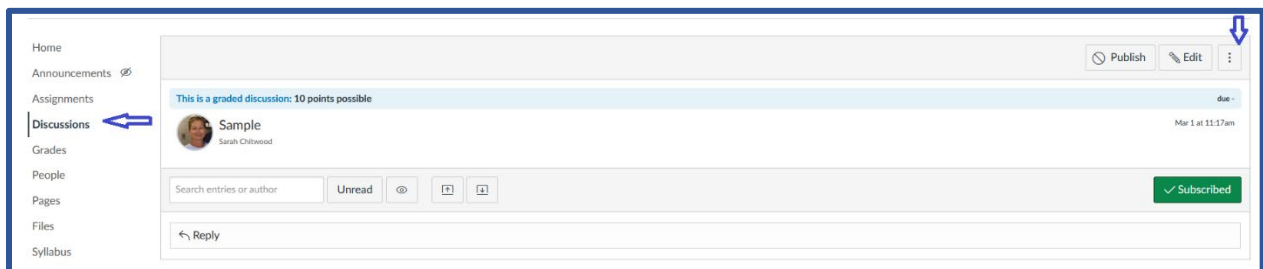 Home
Announcements
Assignments
Discussions
Grades
People
Pages
Files
Syllabus
Publish Edit
This is a graded discussion: 10 points possible due -
Sample Mar 1 at 11:17am
Sarah Chitwood
Search entries or author Unread Subscribed
Reply